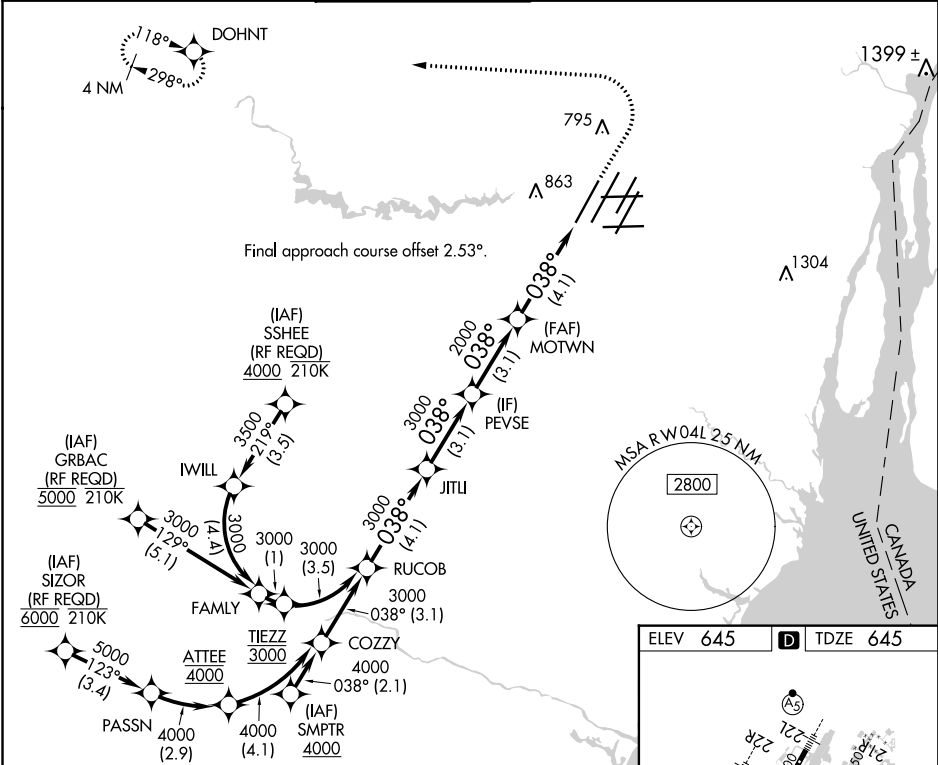 118°
DOHNT
298°
4 NM
1399 ±
795
863
Final approach course offset 2.53°.
1304
038°
(4.1)
(FAF)
MOTWN
2000
038°
(3.1)
(IF)
PEVSE
3000
038°
(3.1)
JITLI
(IAF)
SSHEE
(RF REQD)
4000 210K
3500
219°
(3.5)
IWILL
3000
(4.4)
(IAF)
GRBAC
(RF REQD)
5000 210K
3000
129°
(5.1)
FAMLY
3000
(1)
3000
(3.5)
3000
038°
(4.1)
RUCOB
3000
038° (3.1)
TIEZZ
3000
COZZY
4000
038° (2.1)
(IAF)
SMPTR
4000
(IAF)
SIZOR
(RF REQD)
6000 210K
5000
123°
(3.4)
PASSN
ATTEE
4000
4000
(2.9)
4000
(4.1)
MSA RW04L 25 NM
2800
CANADA
UNITED STATES
ELEV 645
D
TDZE 645
A5
22R
22L